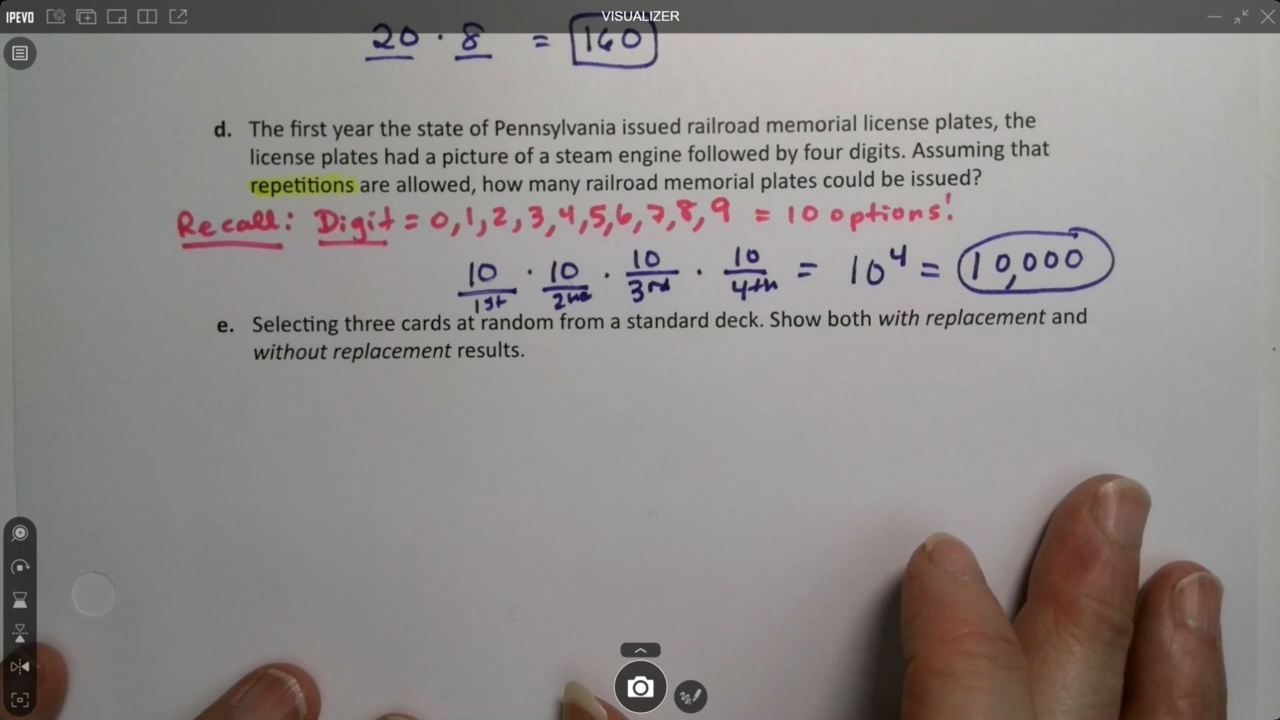 IPEVO
VISUALIZER
20 · 8 = 160
d. The first year the state of Pennsylvania issued railroad memorial license plates, the
license plates had a picture of a steam engine followed by four digits. Assuming that
repetitions are allowed, how many railroad memorial plates could be issued?
Recall: Digit = 0,1,2,3,4,5,6,7,8,9 = 10 options!
10 · 10 · 10 · 10 = 10⁴ = 10,000
1st 2nd 3rd 4th
e. Selecting three cards at random from a standard deck. Show both with replacement and
without replacement results.